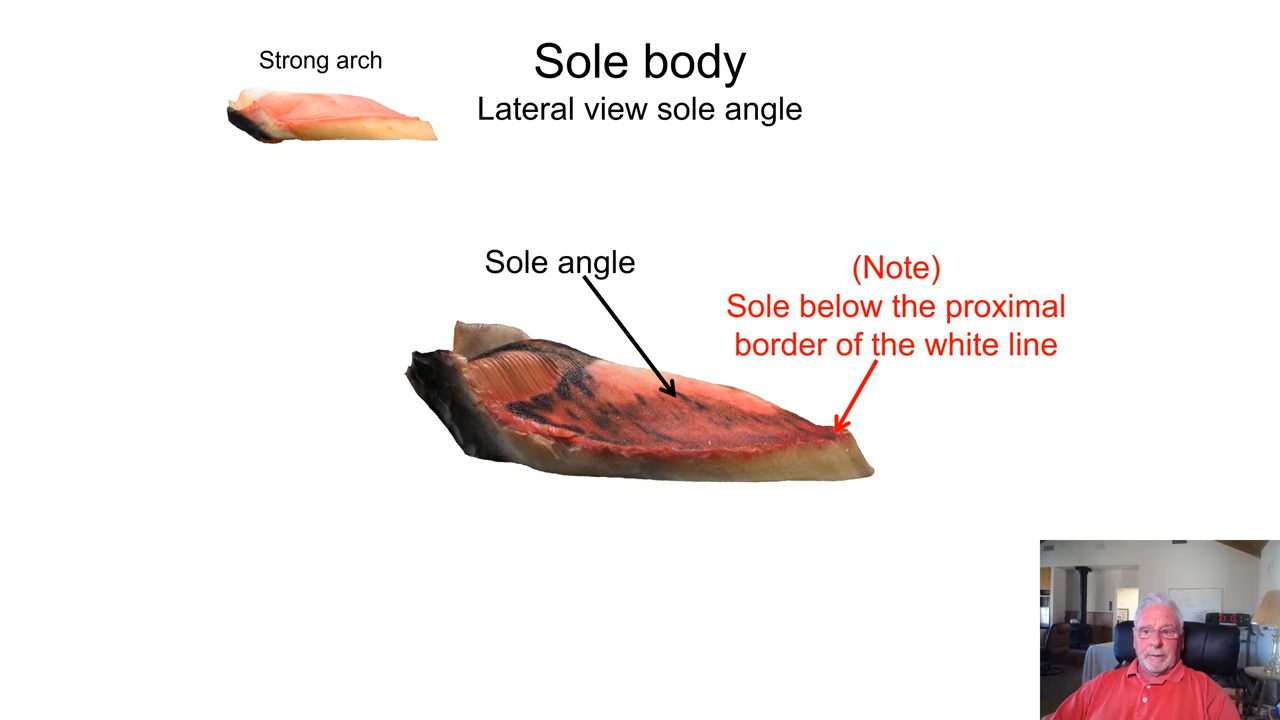 Strong arch
Sole body
Lateral view sole angle
Sole angle
(Note)
Sole below the proximal
border of the white line